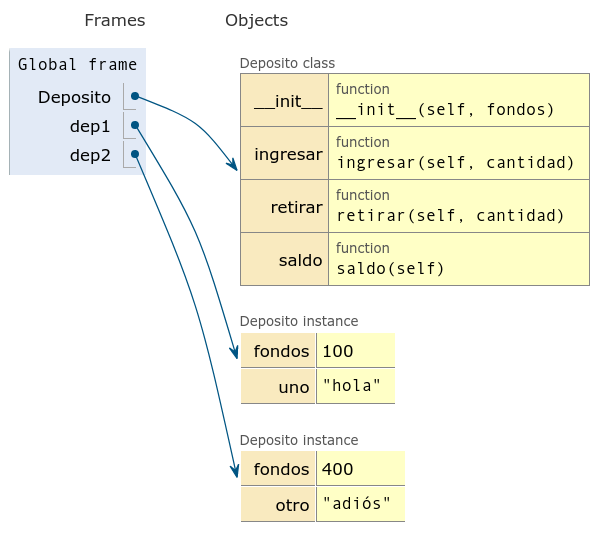 Frames Objects
Global frame
Deposito
dep1
dep2
Deposito class
__init__ function
__init__(self, fondos)
ingresar function
ingresar(self, cantidad)
retirar function
retirar(self, cantidad)
saldo function
saldo(self)
Deposito instance
fondos 100
uno "hola"
Deposito instance
fondos 400
otro "adiós"